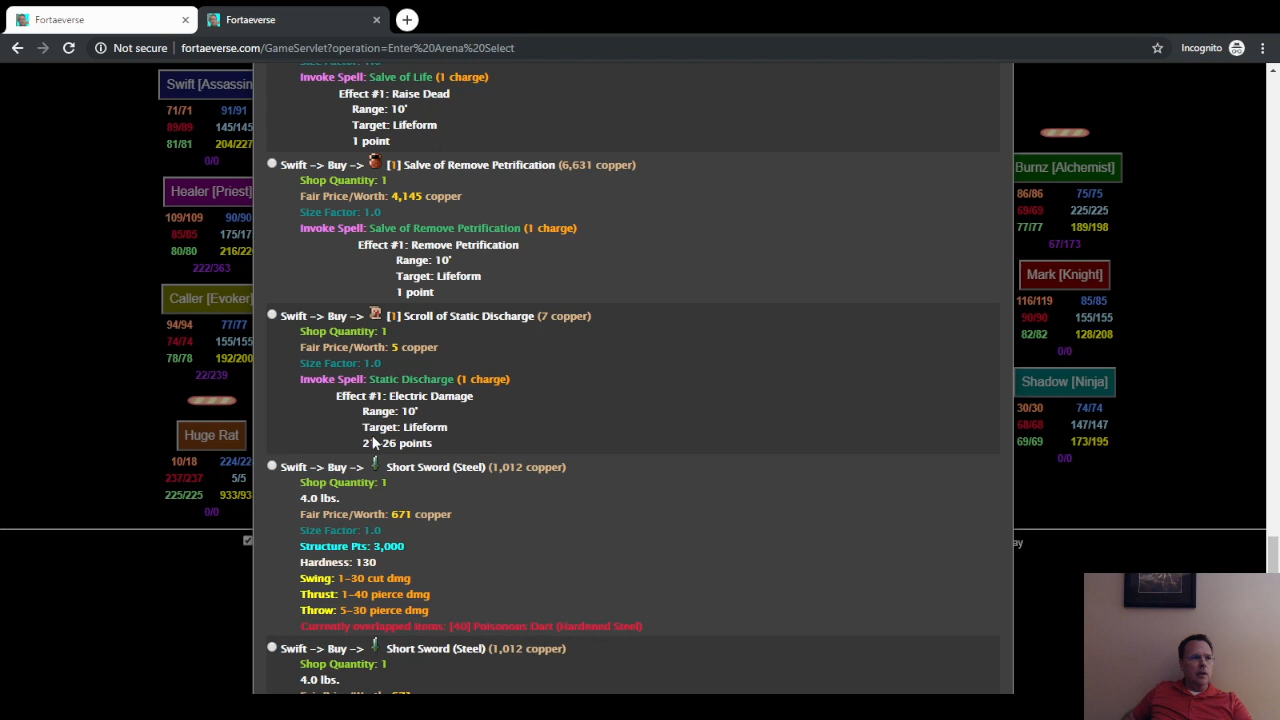 Fortaeverse
Fortaeverse
Not secure fortaeverse.com/GameServlet?operation=Enter%20Arena%20Select
Incognito
Swift [Assassin
71/71 91/91
89/89 145/145
81/81 204/227
0/0
Healer [Priest]
109/109 90/90
85/85 175/17
80/80 216/220
222/363
Caller [Evoker]
94/94 77/77
74/74 155/155
78/78 192/200
22/239
Huge Rat
10/18 224/22
237/237 5/5
225/225 933/93
0/0
Invoke Spell: Salve of Life (1 charge)
Effect #1: Raise Dead
Range: 10'
Target: Lifeform
1 point
Swift -> Buy -> [1] Salve of Remove Petrification (6,631 copper)
Shop Quantity: 1
Fair Price/Worth: 4,145 copper
Size Factor: 1.0
Invoke Spell: Salve of Remove Petrification (1 charge)
Effect #1: Remove Petrification
Range: 10'
Target: Lifeform
1 point
Swift -> Buy -> [1] Scroll of Static Discharge (7 copper)
Shop Quantity: 1
Fair Price/Worth: 5 copper
Size Factor: 1.0
Invoke Spell: Static Discharge (1 charge)
Effect #1: Electric Damage
Range: 10'
Target: Lifeform
26 points
Swift -> Buy -> Short Sword (Steel) (1,012 copper)
Shop Quantity: 1
4.0 lbs.
Fair Price/Worth: 671 copper
Size Factor: 1.0
Structure Pts: 3,000
Hardness: 130
Swing: 1-30 cut dmg
Thrust: 1-40 pierce dmg
Throw: 5-30 pierce dmg
Currently overlapped items: [40] Poisonous Dart (Hardened Steel)
Swift -> Buy -> Short Sword (Steel) (1,012 copper)
Shop Quantity: 1
4.0 lbs.
Burnz [Alchemist]
86/86 75/75
69/69 225/225
77/77 189/198
67/173
Mark [Knight]
116/119 85/85
90/90 155/155
82/82 128/208
0/0
Shadow [Ninja]
30/30 74/74
68/68 147/147
69/69 173/195
0/0
ay